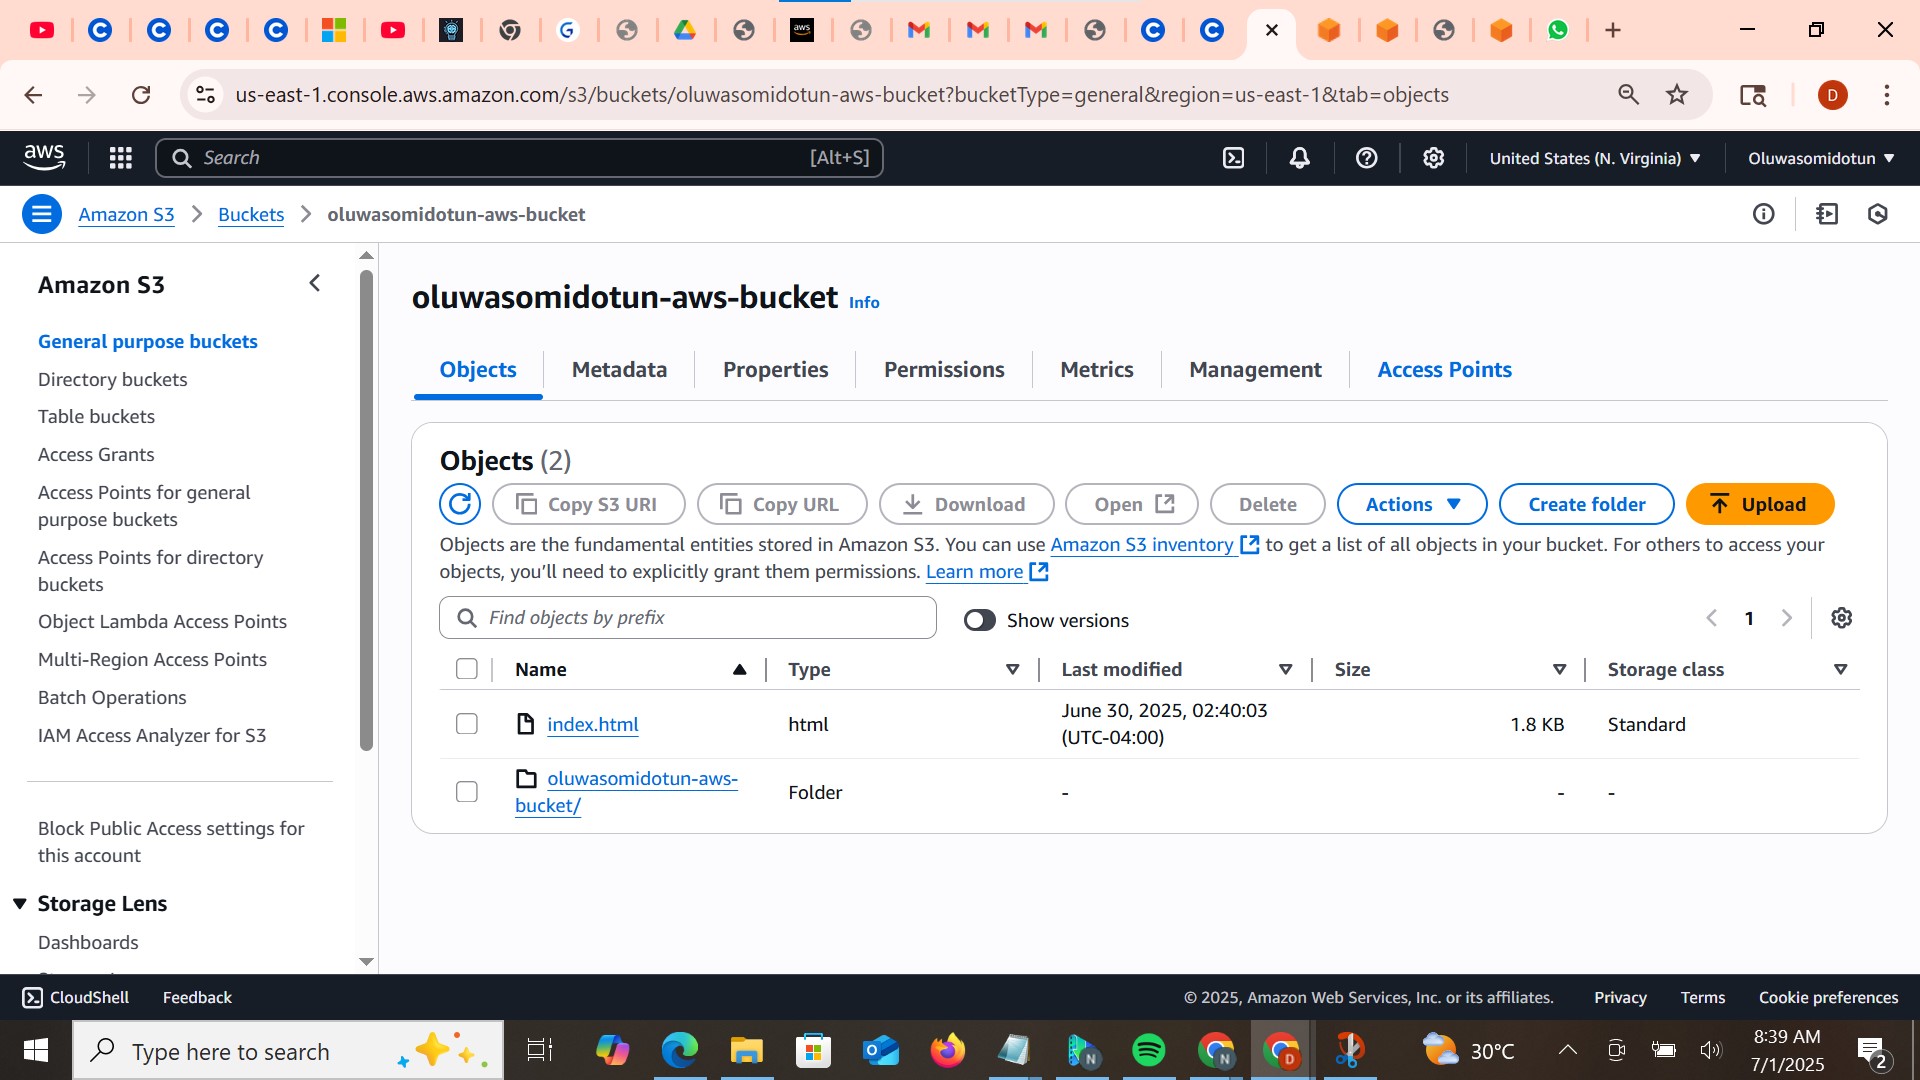 us-east-1.console.aws.amazon.com/s3/buckets/oluwasomidotun-aws-bucket?bucketType=general&region=us-east-1&tab=objects
D
aws
Search
[Alt+S]
United States (N. Virginia)
Oluwasomidotun
Amazon S3
Buckets
oluwasomidotun-aws-bucket
Amazon S3
General purpose buckets
Directory buckets
Table buckets
Access Grants
Access Points for general
purpose buckets
Access Points for directory
buckets
Object Lambda Access Points
Multi-Region Access Points
Batch Operations
IAM Access Analyzer for S3
Block Public Access settings for
this account
Storage Lens
Dashboards
oluwasomidotun-aws-bucket Info
Objects
Metadata
Properties
Permissions
Metrics
Management
Access Points
Objects (2)
Copy S3 URI
Copy URL
Download
Open
Delete
Actions
Create folder
Upload
Objects are the fundamental entities stored in Amazon S3. You can use Amazon S3 inventory to get a list of all objects in your bucket. For others to access your
objects, you’ll need to explicitly grant them permissions. Learn more
Find objects by prefix
Show versions
1
Name
Type
Last modified
Size
Storage class
index.html
html
June 30, 2025, 02:40:03
(UTC-04:00)
1.8 KB
Standard
oluwasomidotun-aws-
bucket/
Folder
-
-
-
CloudShell
Feedback
© 2025, Amazon Web Services, Inc. or its affiliates.
Privacy
Terms
Cookie preferences
Type here to search
N
N
D
30°C
8:39 AM
7/1/2025
2